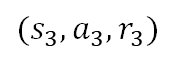 (s₃, a₃, r₃)